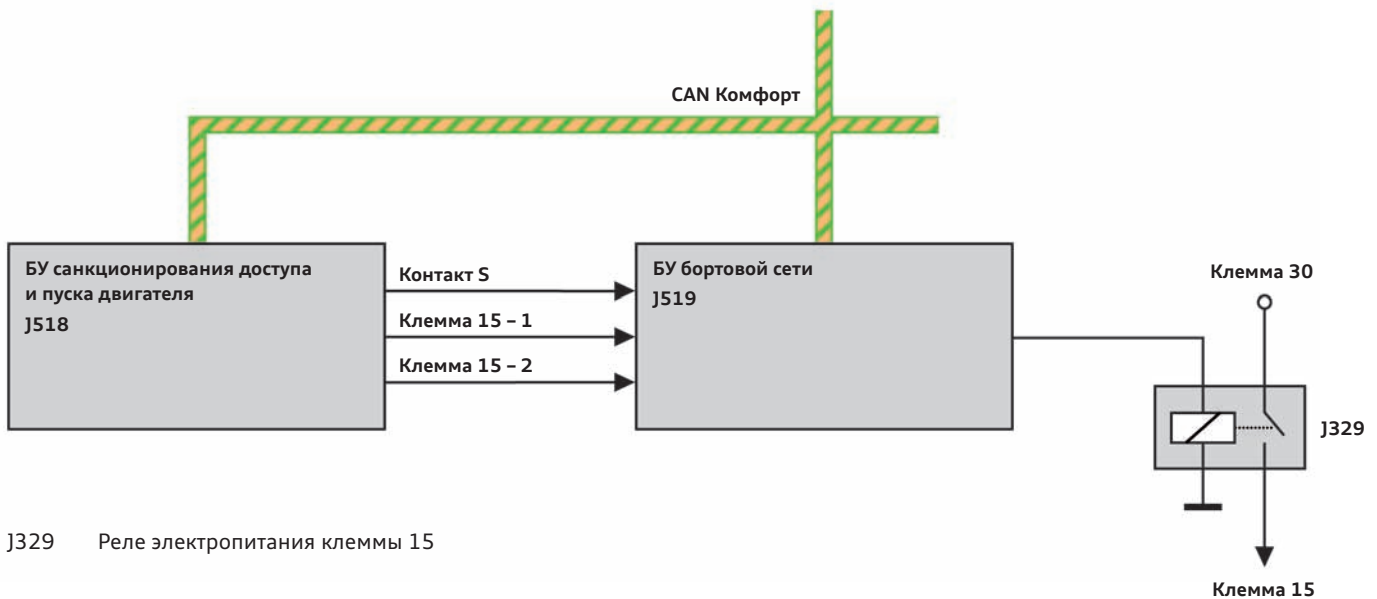 CAN Комфорт
БУ санкционирования доступа
и пуска двигателя
J518
Контакт S
Клемма 15 – 1
Клемма 15 – 2
БУ бортовой сети
J519
Клемма 30
J329
Клемма 15
J329 Реле электропитания клеммы 15